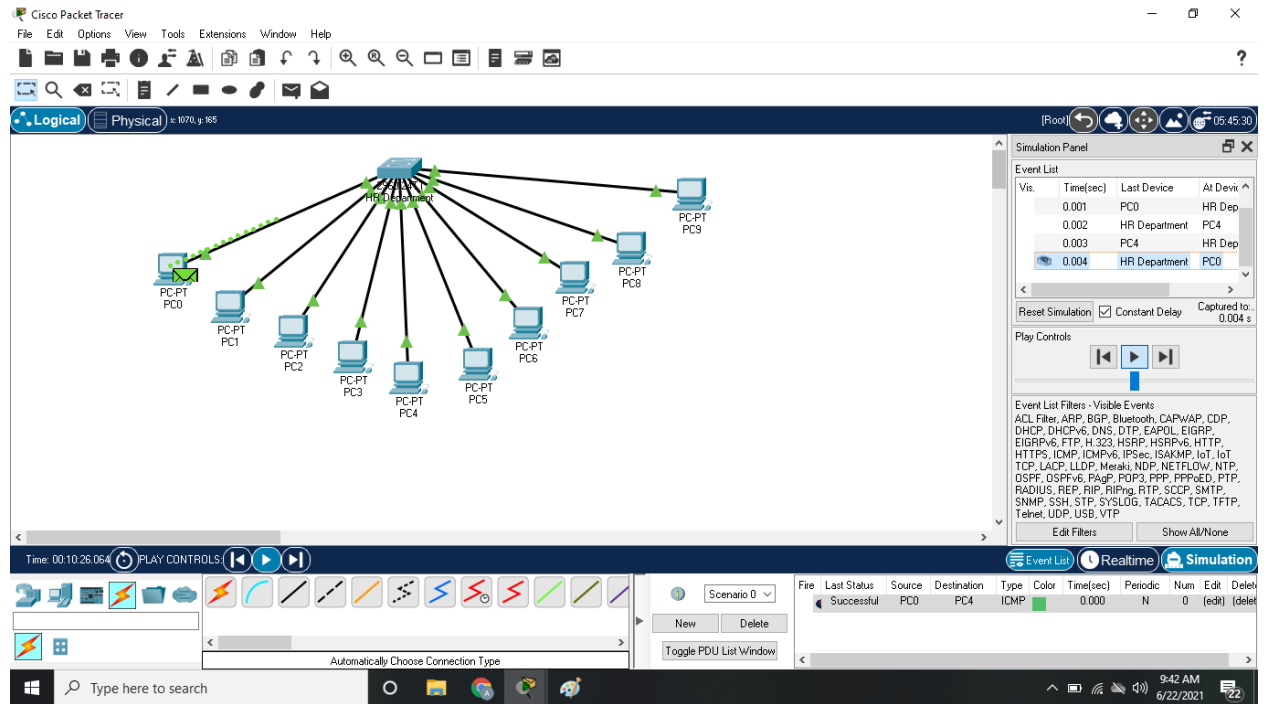 Cisco Packet Tracer
File Edit Options View Tools Extensions Window Help
?
Logical Physical x: 1070, y: 165 [Root] 05:45:30
HR Department
PC-PT
PC0
PC-PT
PC1
PC-PT
PC2
PC-PT
PC3
PC-PT
PC4
PC-PT
PC5
PC-PT
PC6
PC-PT
PC7
PC-PT
PC8
PC-PT
PC9
Simulation Panel
Event List
Vis. Time(sec) Last Device At Devic
0.001 PC0 HR Dep
0.002 HR Department PC4
0.003 PC4 HR Dep
0.004 HR Department PC0
Reset Simulation Constant Delay Captured to:
0.004 s
Play Controls
Event List Filters - Visible Events
ACL Filter, ARP, BGP, Bluetooth, CAPWAP, CDP,
DHCP, DHCPv6, DNS, DTP, EAPOL, EIGRP,
EIGRPv6, FTP, H.323, HSRP, HSRPv6, HTTP,
HTTPS, ICMP, ICMPv6, IPSec, ISAKMP, IoT, IoT
TCP, LACP, LLDP, Meraki, NDP, NETFLOW, NTP,
OSPF, OSPFv6, PAgP, POP3, PPP, PPPoED, PTP,
RADIUS, REP, RIP, RIPng, RTP, SCCP, SMTP,
SNMP, SSH, STP, SYSLOG, TACACS, TCP, TFTP,
Telnet, UDP, USB, VTP
Edit Filters Show All/None
Time: 00:10:26.064 PLAY CONTROLS: Event List Realtime Simulation
Scenario 0
New Delete
Toggle PDU List Window
Fire Last Status Source Destination Type Color Time(sec) Periodic Num Edit Delet
Successful PC0 PC4 ICMP 0.000 N 0 (edit) (delet
Automatically Choose Connection Type
Type here to search
9:42 AM
6/22/2021
22